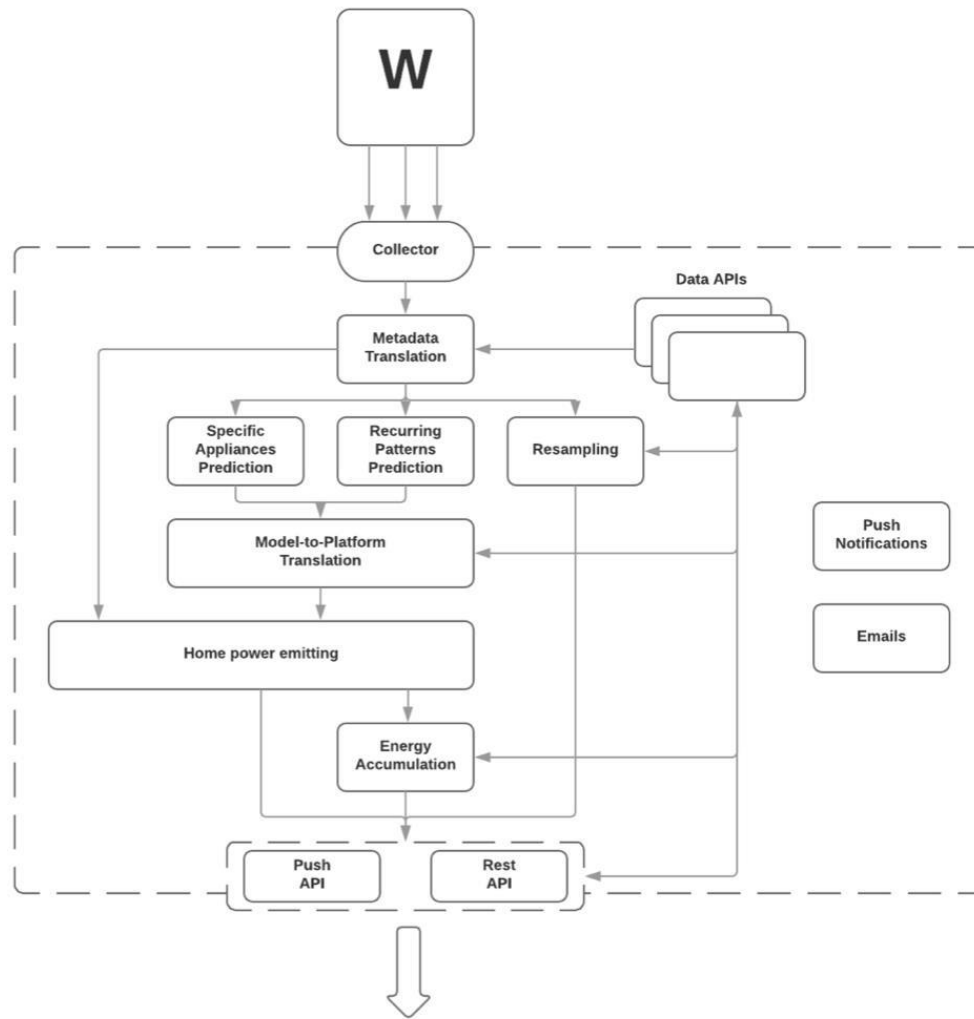 W
Collector
Data APIs
Metadata
Translation
Specific
Appliances
Prediction
Recurring
Patterns
Prediction
Resampling
Model-to-Platform
Translation
Push
Notifications
Emails
Home power emitting
Energy
Accumulation
Push
API
Rest
API